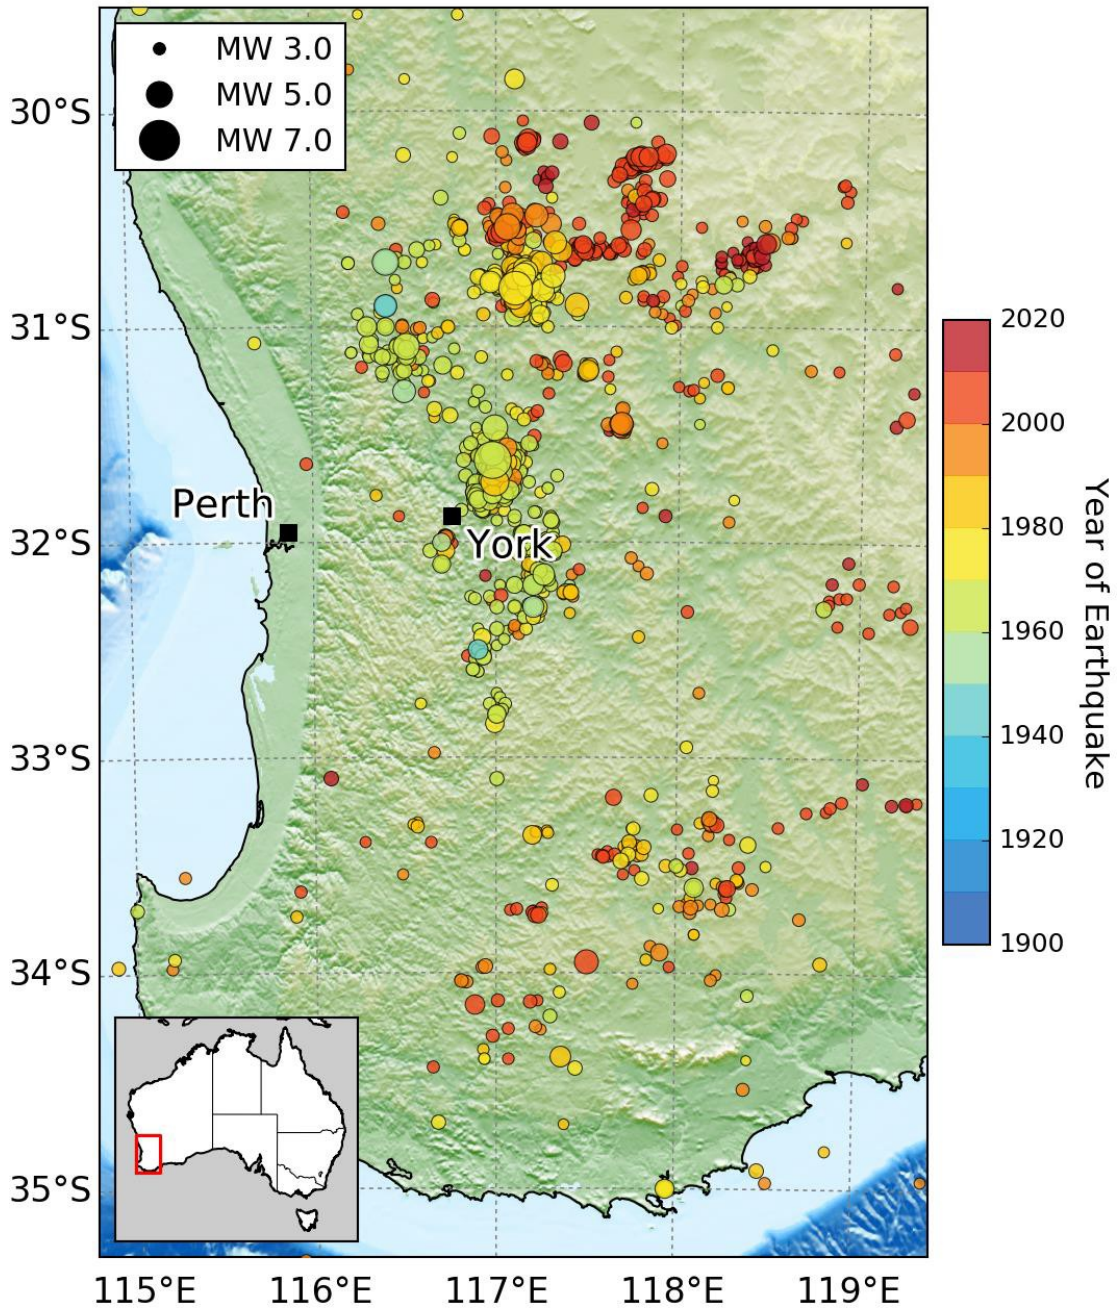 MW 3.0
MW 5.0
MW 7.0
30°S
31°S
32°S
33°S
34°S
35°S
Perth
York
115°E
116°E
117°E
118°E
119°E
2020
2000
1980
1960
1940
1920
1900
Year of Earthquake